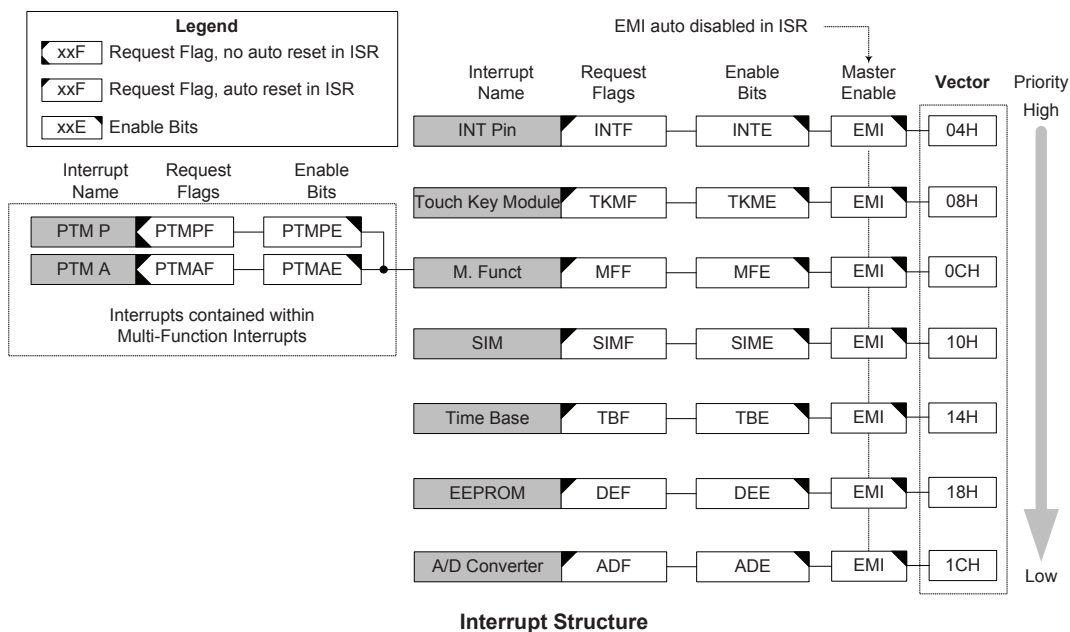 Legend
xxF Request Flag, no auto reset in ISR
xxF Request Flag, auto reset in ISR
xxE Enable Bits
EMI auto disabled in ISR
Interrupt Name Request Flags Enable Bits Master Enable Vector Priority
High
INT Pin INTF INTE EMI 04H
Touch Key Module TKMF TKME EMI 08H
Interrupt Name Request Flags Enable Bits
PTM P PTMPF PTMPE
PTM A PTMAF PTMAE M. Funct MFF MFE EMI 0CH
Interrupts contained within
Multi-Function Interrupts
SIM SIMF SIME EMI 10H
Time Base TBF TBE EMI 14H
EEPROM DEF DEE EMI 18H
A/D Converter ADF ADE EMI 1CH
Low
Interrupt Structure